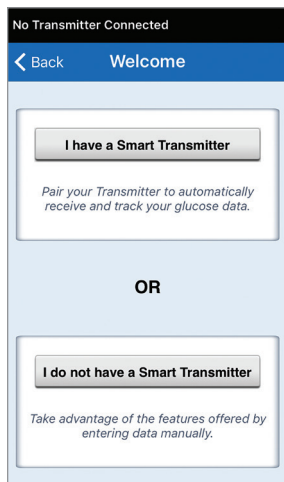 No Transmitter Connected
Back Welcome
I have a Smart Transmitter
Pair your Transmitter to automatically
receive and track your glucose data.
OR
I do not have a Smart Transmitter
Take advantage of the features offered by
entering data manually.